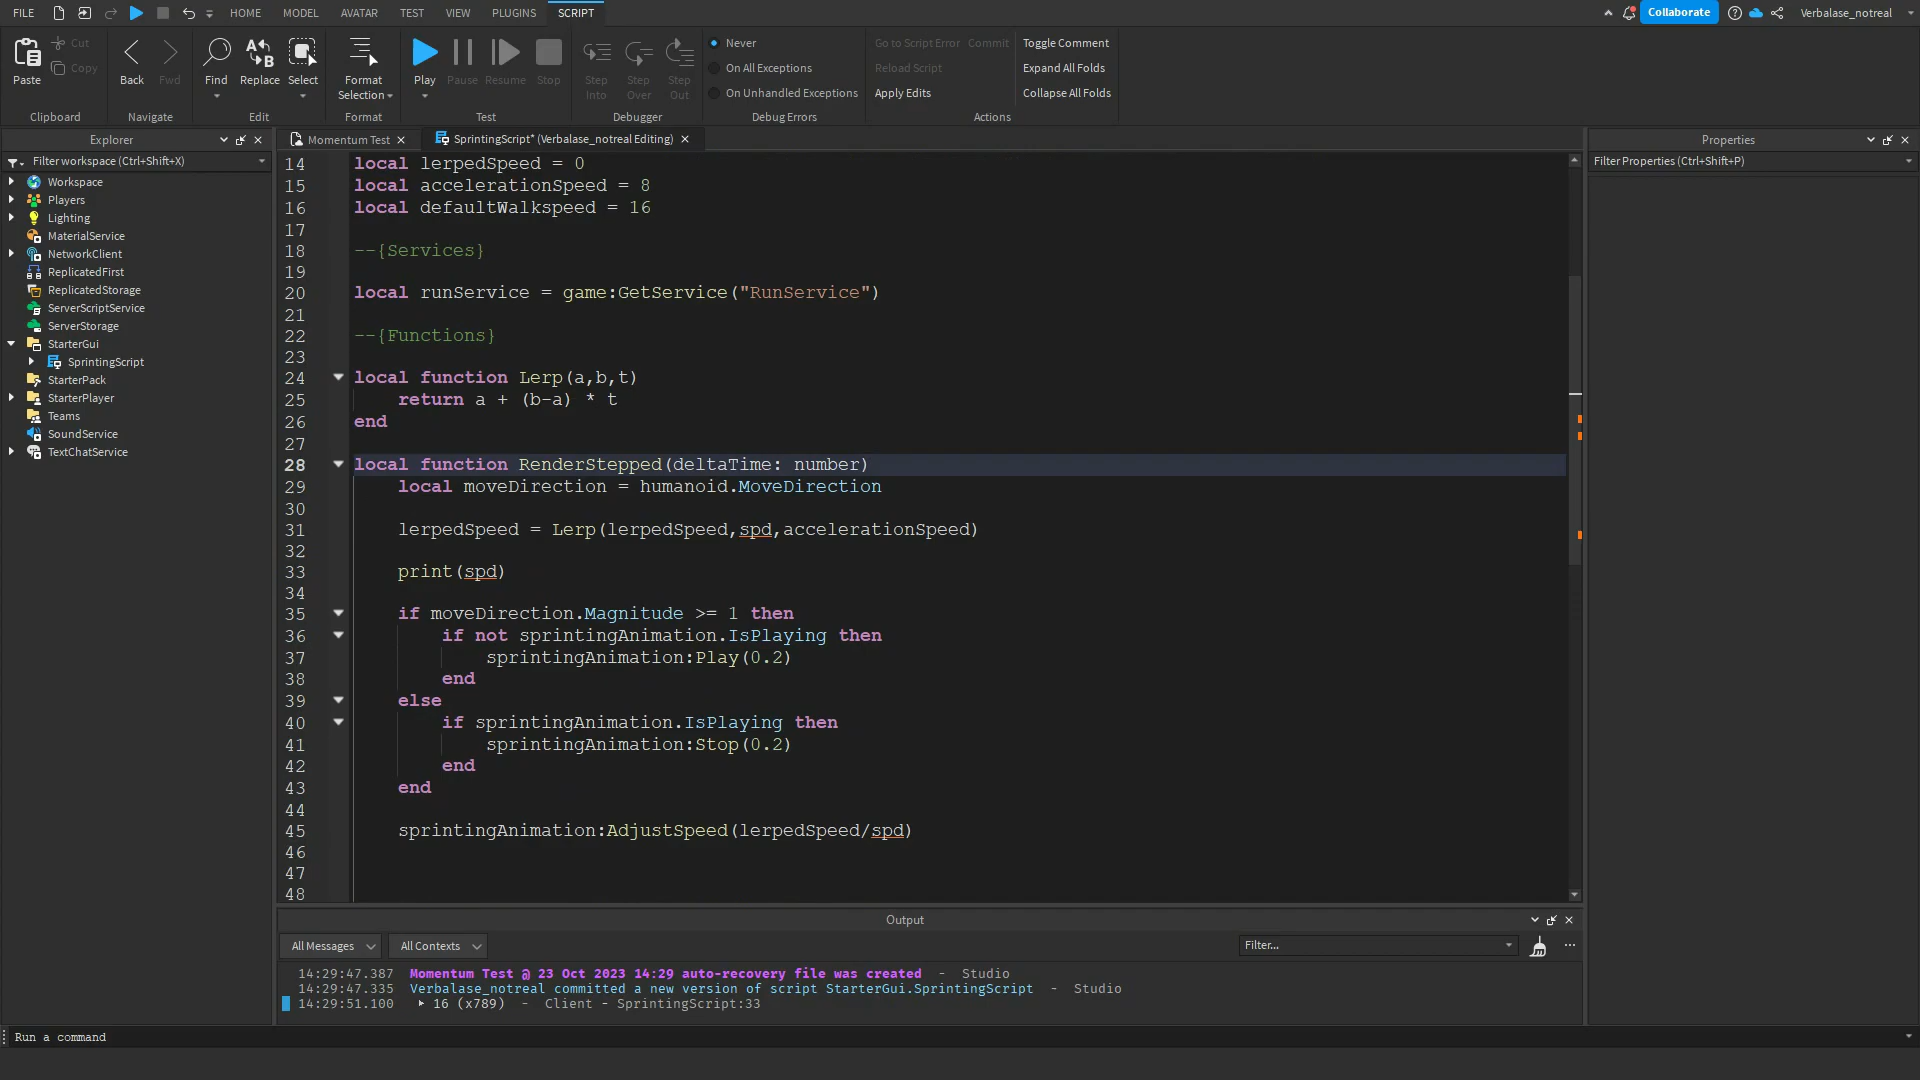 FILE HOME MODEL AVATAR TEST VIEW PLUGINS SCRIPT Collaborate Verbalase_notreal
Paste Cut Copy
Clipboard
Back Fwd
Navigate
Find Replace Select
Edit
Format Selection
Format
Play Pause Resume Stop
Test
Step Into Step Over Step Out
Debugger
Never
On All Exceptions
On Unhandled Exceptions
Debug Errors
Go to Script Error Commit
Reload Script
Apply Edits
Toggle Comment
Expand All Folds
Collapse All Folds
Actions
Explorer
Filter workspace (Ctrl+Shift+X)
Workspace
Players
Lighting
MaterialService
NetworkClient
ReplicatedFirst
ReplicatedStorage
ServerScriptService
ServerStorage
StarterGui
SprintingScript
StarterPack
StarterPlayer
Teams
SoundService
TextChatService
Momentum Test SprintingScript* (Verbalase_notreal Editing)
14 local lerpedSpeed = 0
15 local accelerationSpeed = 8
16 local defaultWalkspeed = 16
17
18 --{Services}
19
20 local runService = game:GetService("RunService")
21
22 --{Functions}
23
24 local function Lerp(a,b,t)
25 return a + (b-a) * t
26 end
27
28 local function RenderStepped(deltaTime: number)
29 local moveDirection = humanoid.MoveDirection
30
31 lerpedSpeed = Lerp(lerpedSpeed,spd,accelerationSpeed)
32
33 print(spd)
34
35 if moveDirection.Magnitude >= 1 then
36 if not sprintingAnimation.IsPlaying then
37 sprintingAnimation:Play(0.2)
38 end
39 else
40 if sprintingAnimation.IsPlaying then
41 sprintingAnimation:Stop(0.2)
42 end
43 end
44
45 sprintingAnimation:AdjustSpeed(lerpedSpeed/spd)
46
47
48
Properties
Filter Properties (Ctrl+Shift+P)
Output
All Messages All Contexts Filter...
14:29:47.387 Momentum Test @ 23 Oct 2023 14:29 auto-recovery file was created - Studio
14:29:47.335 Verbalase_notreal committed a new version of script StarterGui.SprintingScript - Studio
14:29:51.100 16 (x789) - Client - SprintingScript:33
Run a command